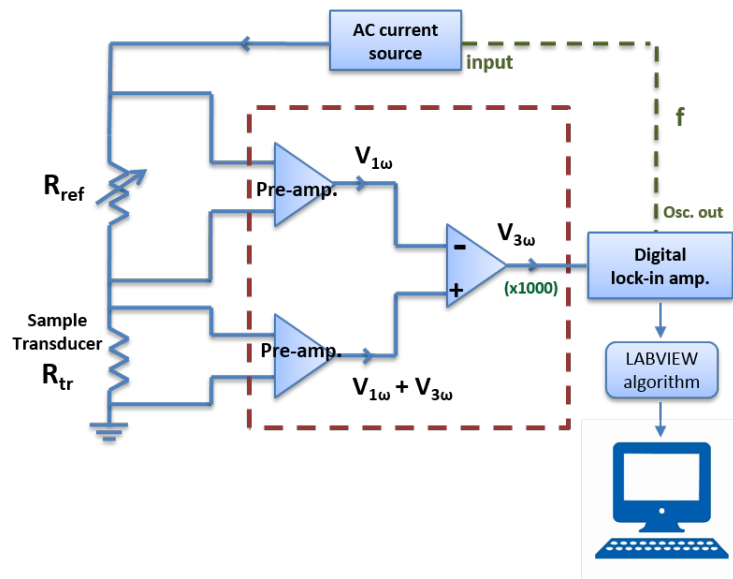 AC current
source
input
f
V1ω
Rref
Pre-amp.
Osc. out
-
V3ω
Digital
lock-in amp.
+
(x1000)
Sample
Transducer
Rtr
Pre-amp.
V1ω + V3ω
LABVIEW
algorithm